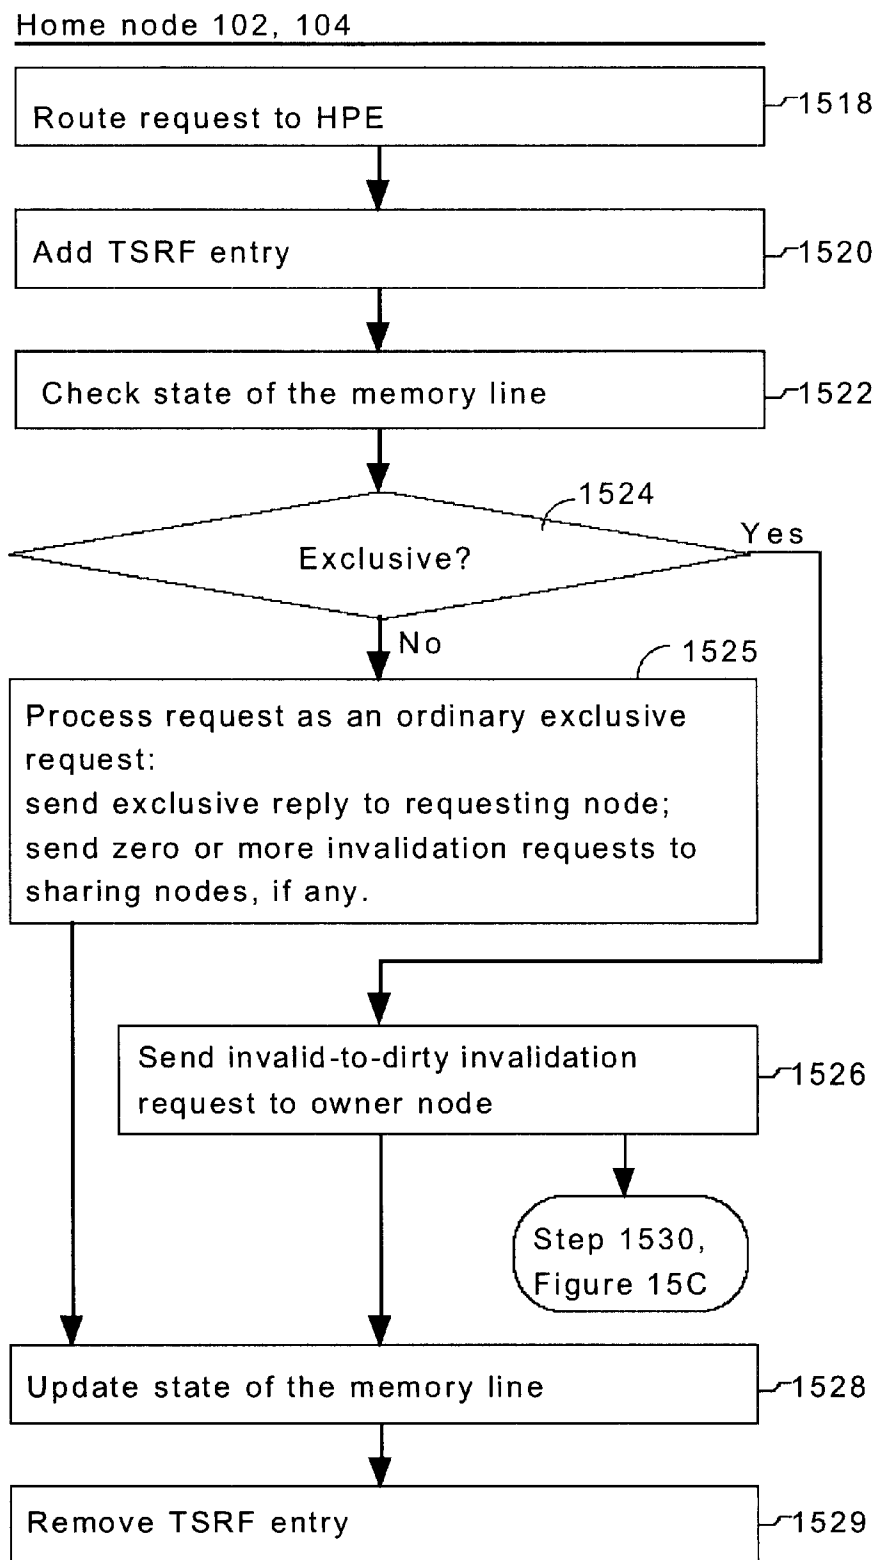 Home node 102, 104
Route request to HPE
1518
Add TSRF entry
1520
Check state of the memory line
1522
1524
Exclusive?
Yes
No
1525
Process request as an ordinary exclusive
request:
send exclusive reply to requesting node;
send zero or more invalidation requests to
sharing nodes, if any.
Send invalid-to-dirty invalidation
request to owner node
1526
Step 1530,
Figure 15C
Update state of the memory line
1528
Remove TSRF entry
1529